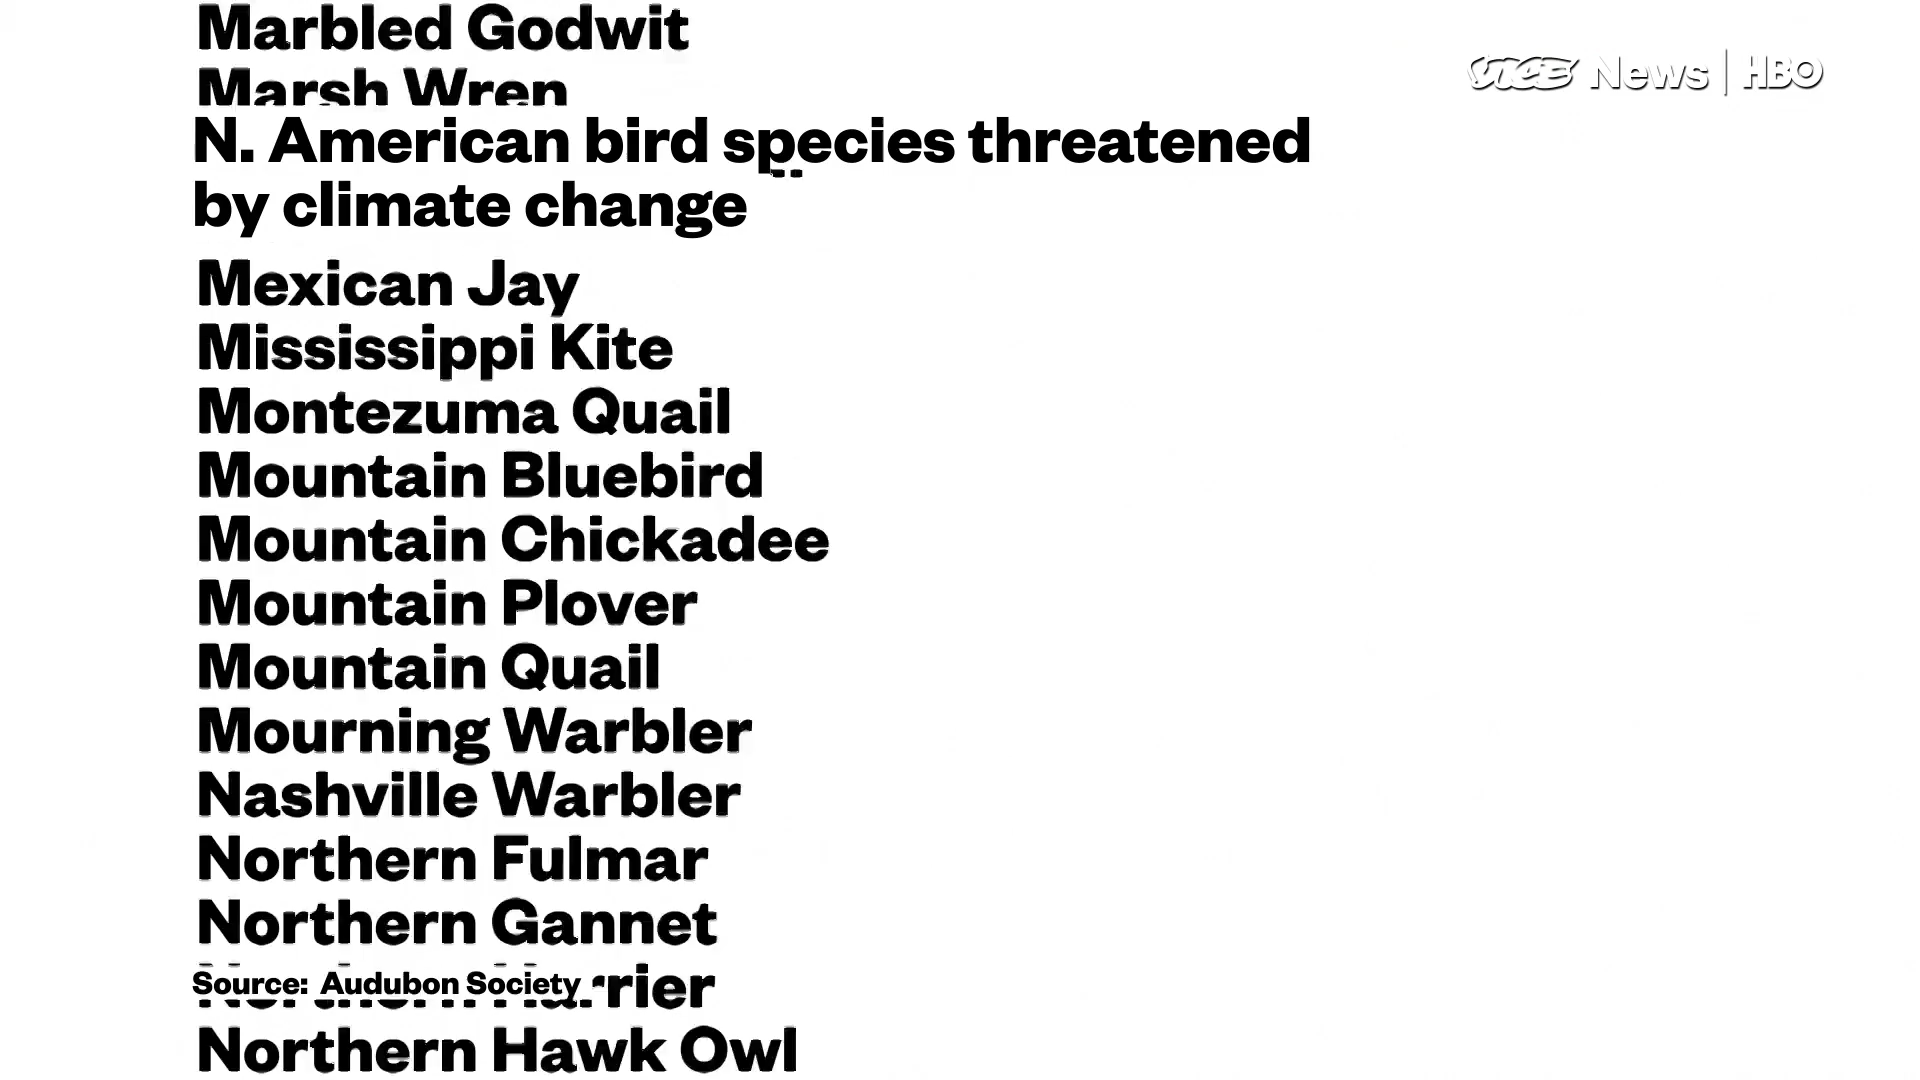 Marbled Godwit
VICE News | HBO
Marsh Wren
N. American bird species threatened
by climate change
Mexican Jay
Mississippi Kite
Montezuma Quail
Mountain Bluebird
Mountain Chickadee
Mountain Plover
Mountain Quail
Mourning Warbler
Nashville Warbler
Northern Fulmar
Northern Gannet
Source: Audubon Society
Northern Hawk Owl